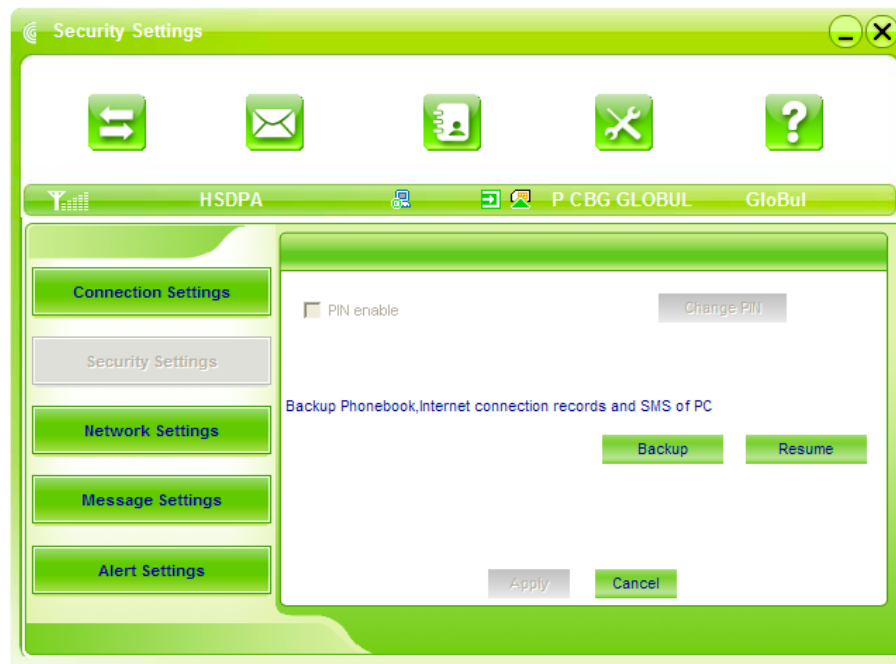 Security Settings
HSDPA P CBG GLOBUL GloBul
Connection Settings
Security Settings
Network Settings
Message Settings
Alert Settings
PIN enable Change PIN
Backup Phonebook,Internet connection records and SMS of PC
Backup Resume
Apply Cancel